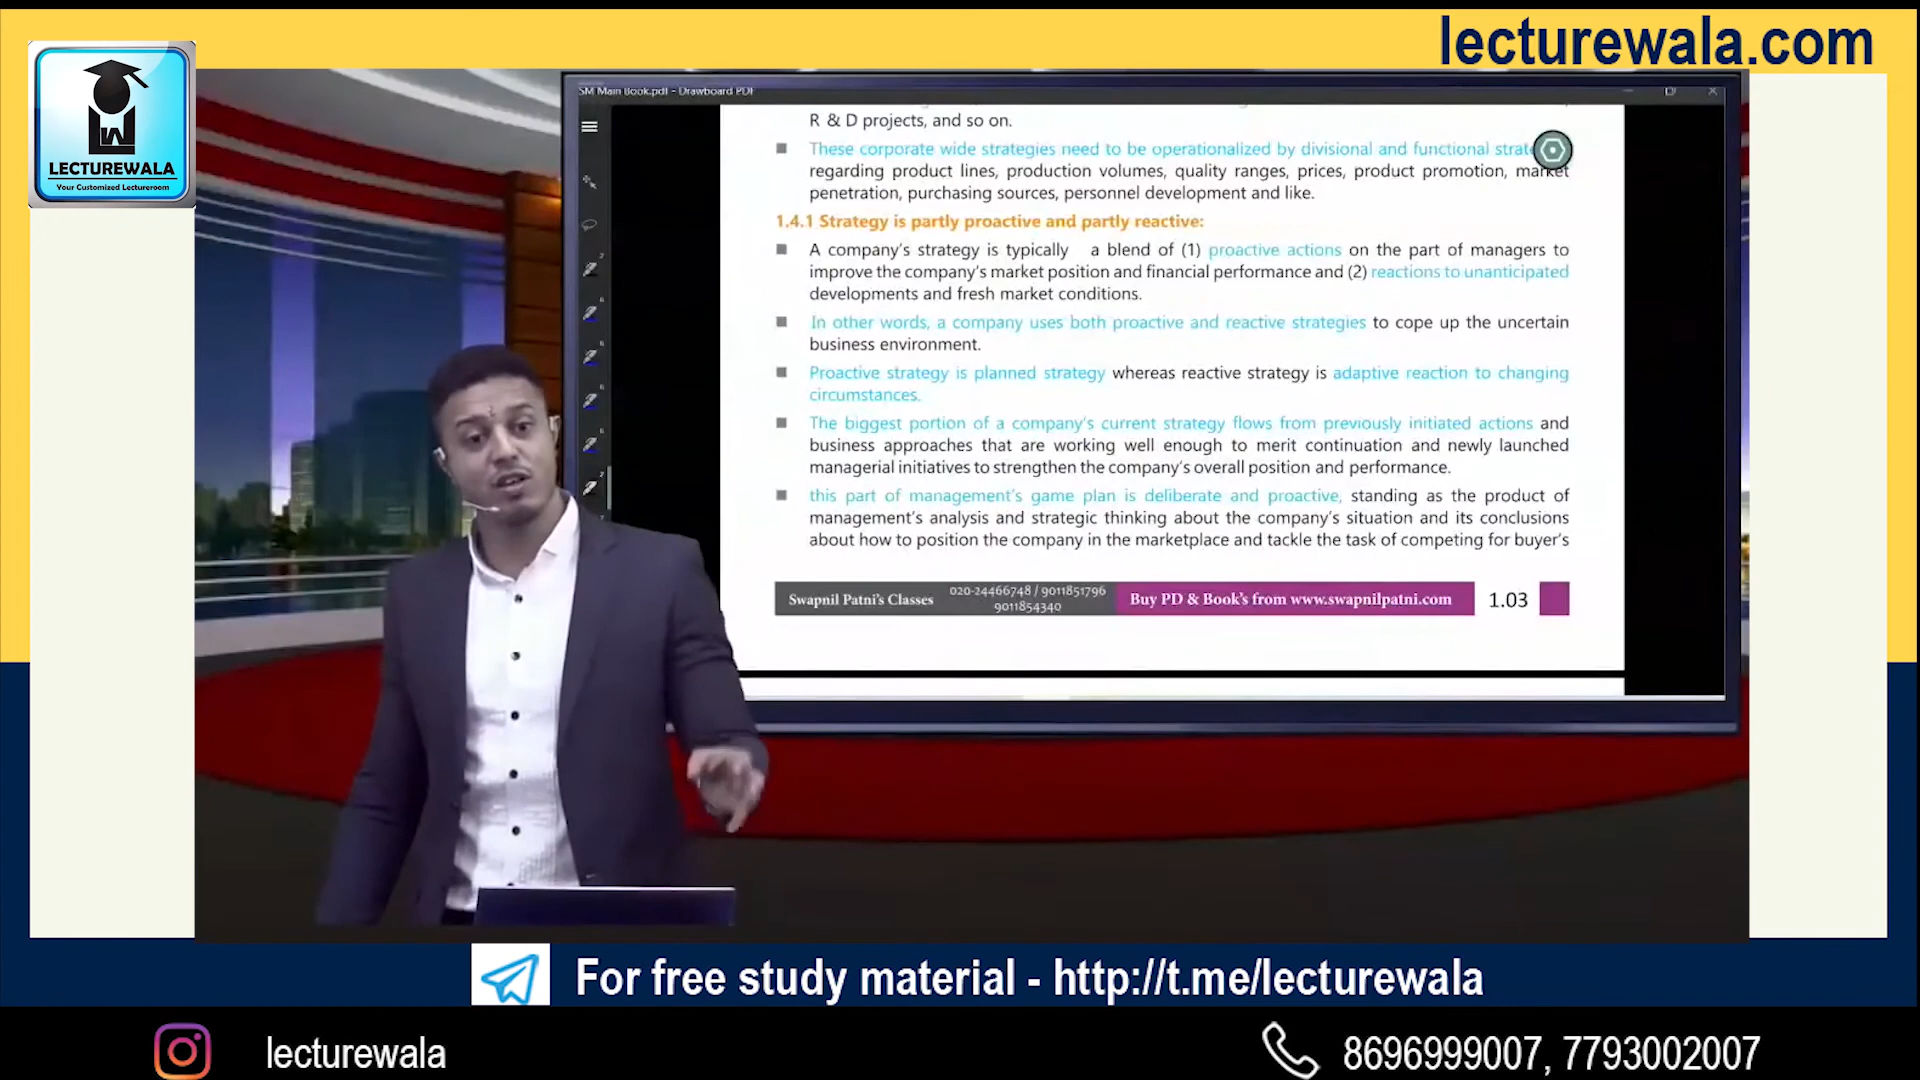 lecturewala.com
LW
LECTUREWALA
Your Customized Lectureroom
SM Main Book.pdf - Drawboard PDF
R & D projects, and so on.
These corporate wide strategies need to be operationalized by divisional and functional
regarding product lines, production volumes, quality ranges, prices, product promotion, market
penetration, purchasing sources, personnel development and like.
1.4.1 Strategy is partly proactive and partly reactive:
A company's strategy is typically a blend of (1) proactive actions on the part of managers to
improve the company's market position and financial performance and (2) reactions to unanticipated
developments and fresh market conditions.
In other words, a company uses both proactive and reactive strategies to cope up the uncertain
business environment.
Proactive strategy is planned strategy whereas reactive strategy is adaptive reaction to changing
circumstances.
The biggest portion of a company's current strategy flows from previously initiated actions and
business approaches that are working well enough to merit continuation and newly launched
managerial initiatives to strengthen the company's overall position and performance.
this part of management's game plan is deliberate and proactive, standing as the product of
management's analysis and strategic thinking about the company's situation and its conclusions
about how to position the company in the marketplace and tackle the task of competing for buyer's
Swapnil Patni's Classes 020-24466748 / 9011851796
9011854340
Buy PD & Book's from www.swapnilpatni.com 1.03
For free study material - http://t.me/lecturewala
lecturewala
8696999007, 7793002007